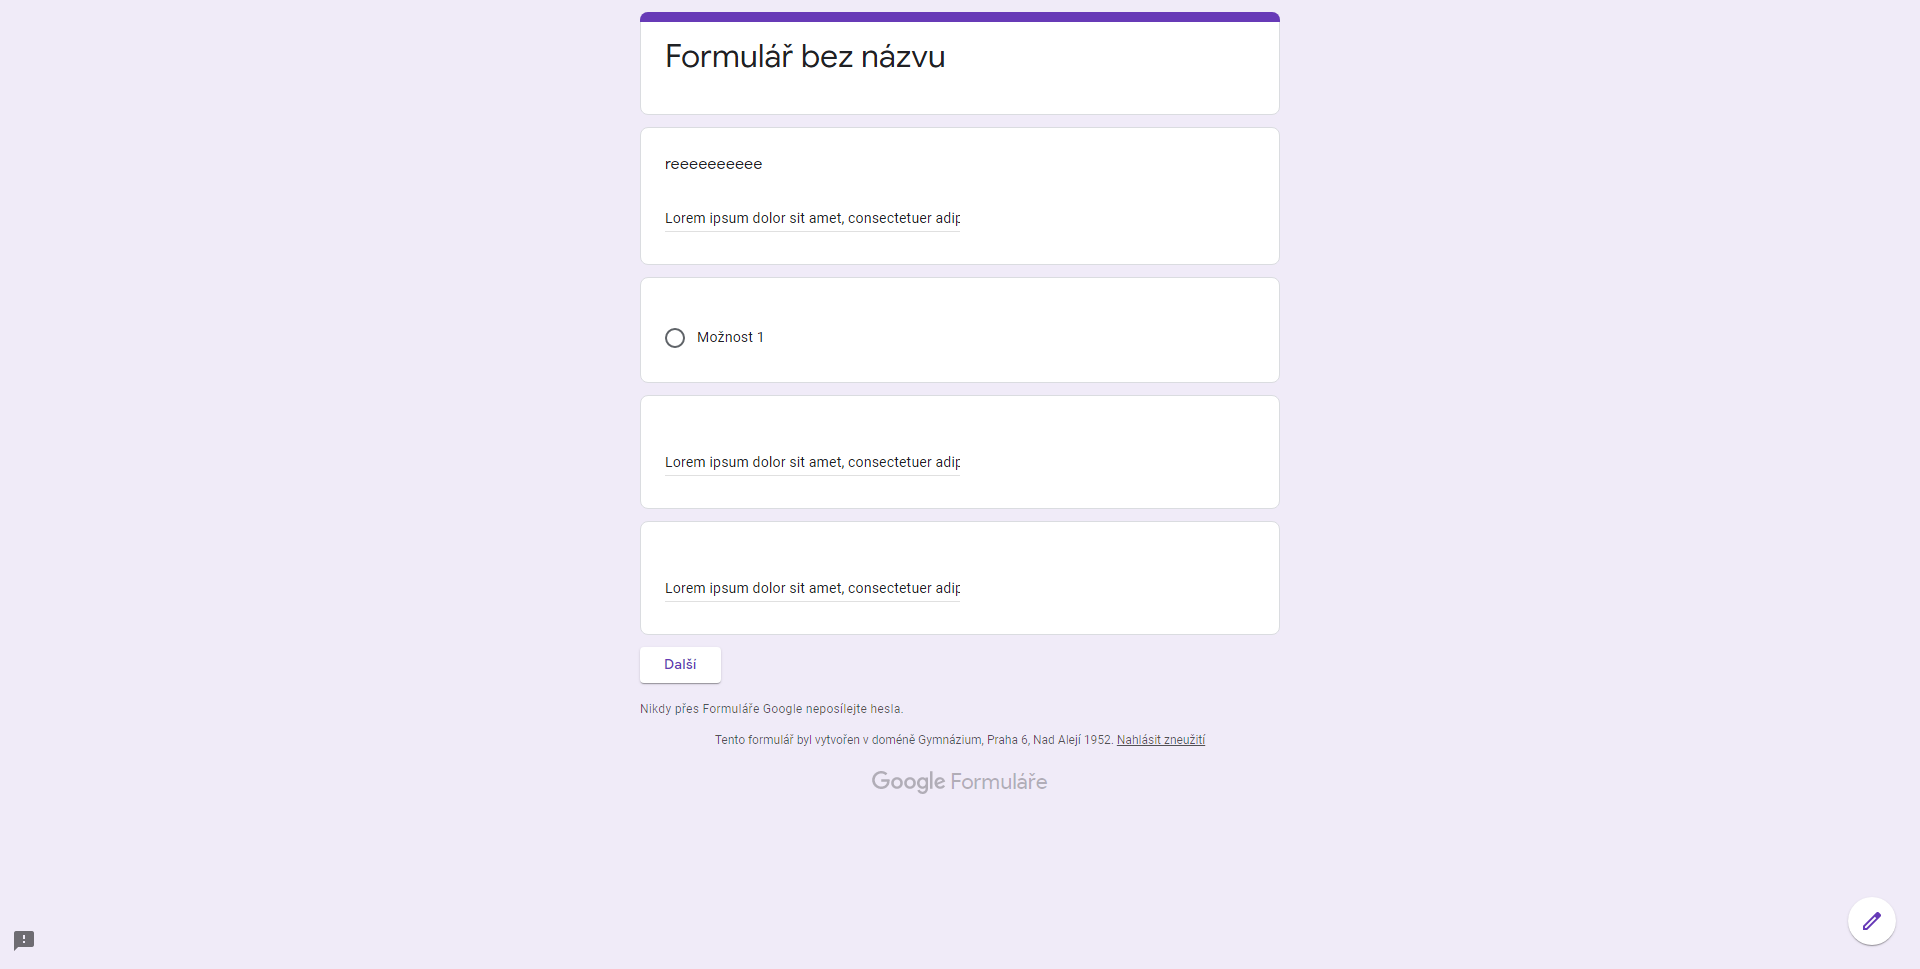 Formulář bez názvu
reeeeeeeeee
Lorem ipsum dolor sit amet, consectetuer adip
Možnost 1
Lorem ipsum dolor sit amet, consectetuer adip
Lorem ipsum dolor sit amet, consectetuer adip
Další
Nikdy přes Formuláře Google neposílejte hesla.
Tento formulář byl vytvořen v doméně Gymnázium, Praha 6, Nad Alejí 1952. Nahlásit zneužití
Google Formuláře